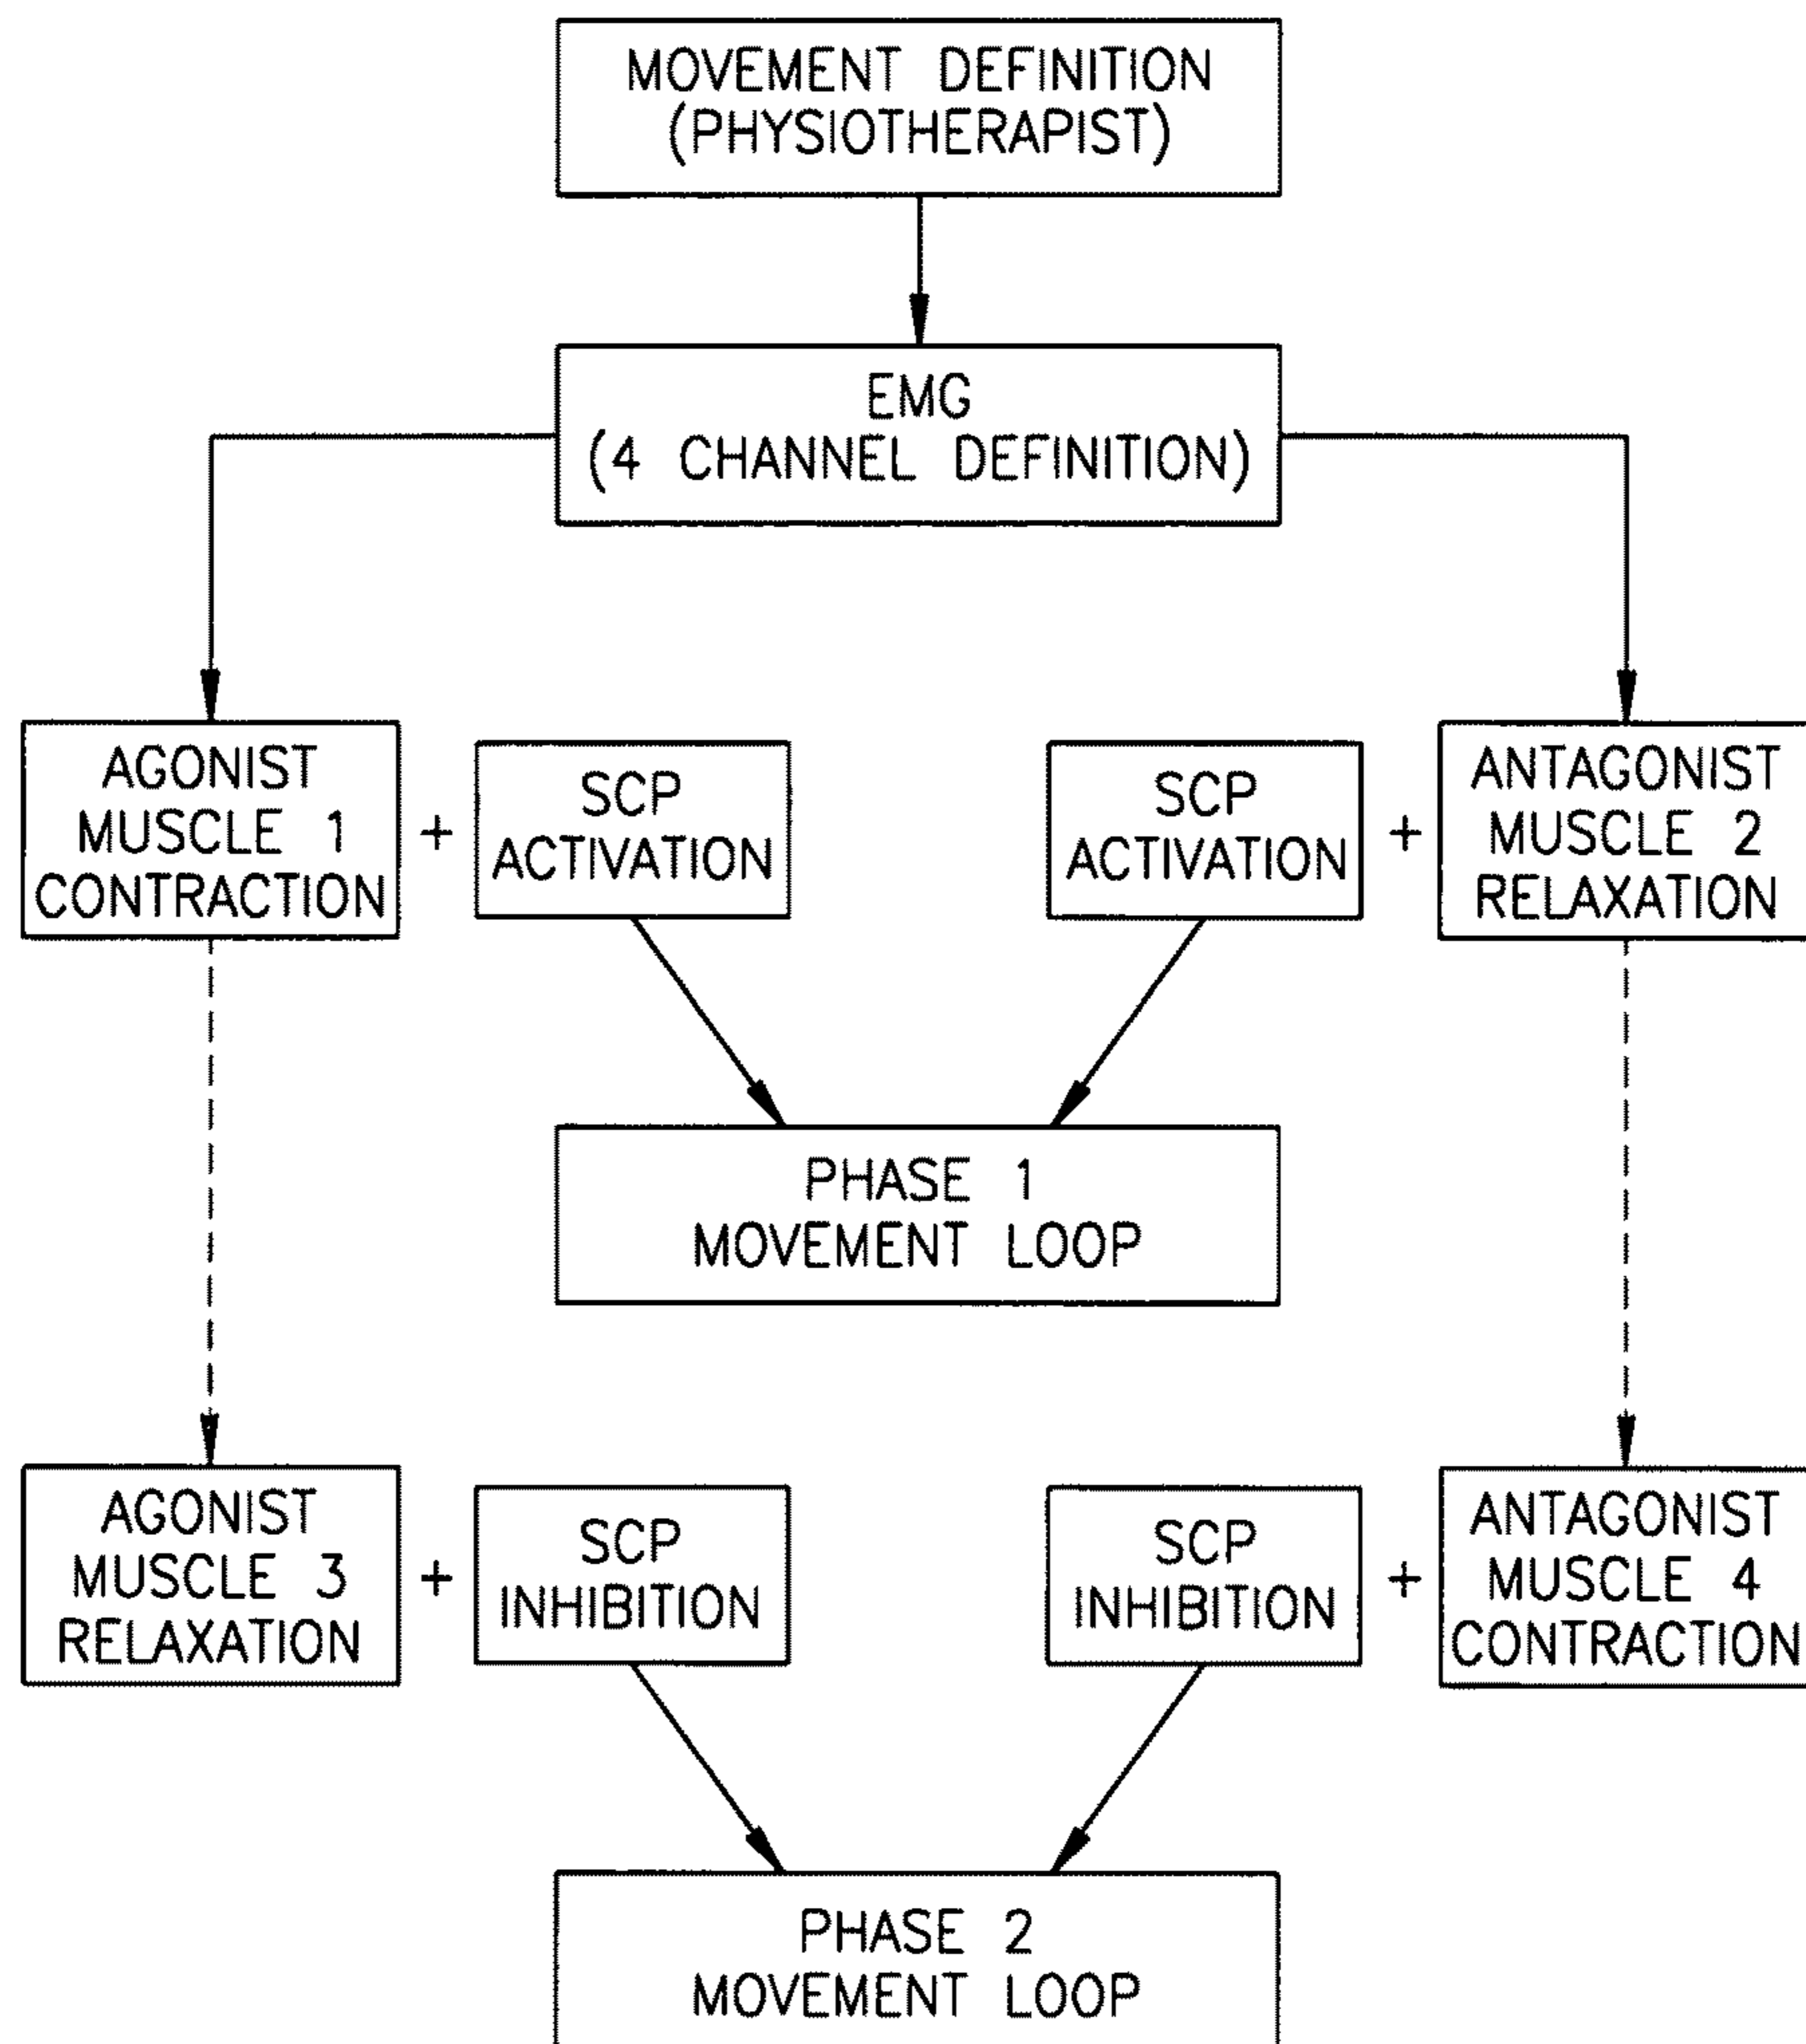 MOVEMENT DEFINITION
(PHYSIOTHERAPIST)
EMG
(4 CHANNEL DEFINITION)
AGONIST
MUSCLE 1
CONTRACTION
+
SCP
ACTIVATION
SCP
ACTIVATION
+
ANTAGONIST
MUSCLE 2
RELAXATION
PHASE 1
MOVEMENT LOOP
AGONIST
MUSCLE 3
RELAXATION
+
SCP
INHIBITION
SCP
INHIBITION
+
ANTAGONIST
MUSCLE 4
CONTRACTION
PHASE 2
MOVEMENT LOOP